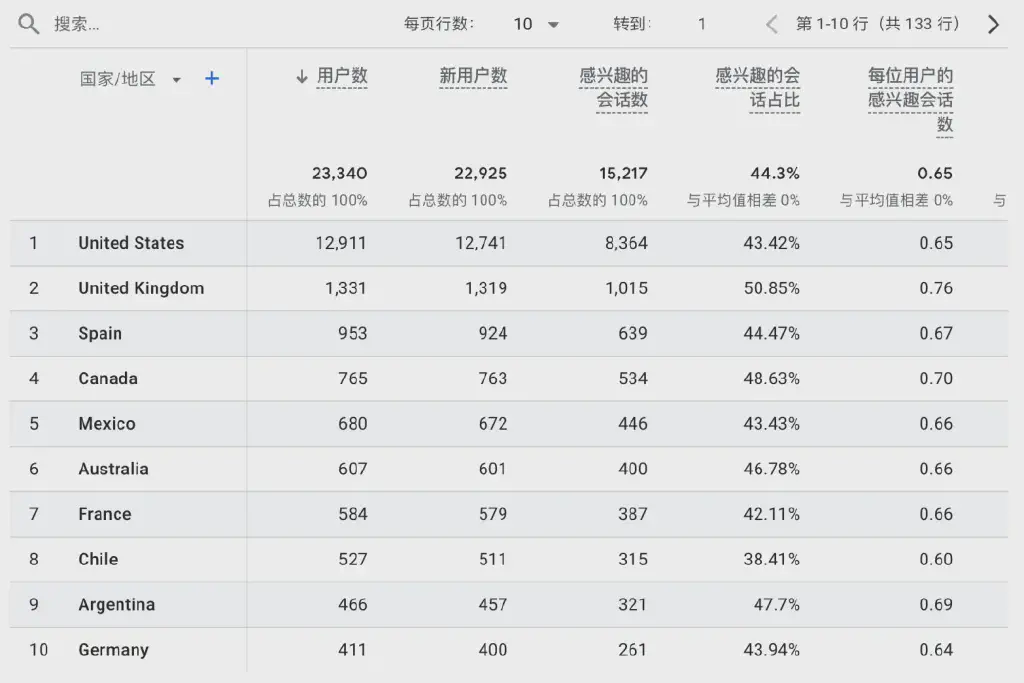 搜索... 每页行数： 10 转到： 1 第 1-10 行（共 133 行）
国家/地区 + ↓ 用户数 新用户数 感兴趣的会话数 感兴趣的会话占比 每位用户的感兴趣会话数
23,340 22,925 15,217 44.3% 0.65
占总数的 100% 占总数的 100% 占总数的 100% 与平均值相差 0% 与平均值相差 0% 与
1 United States 12,911 12,741 8,364 43.42% 0.65
2 United Kingdom 1,331 1,319 1,015 50.85% 0.76
3 Spain 953 924 639 44.47% 0.67
4 Canada 765 763 534 48.63% 0.70
5 Mexico 680 672 446 43.43% 0.66
6 Australia 607 601 400 46.78% 0.66
7 France 584 579 387 42.11% 0.66
8 Chile 527 511 315 38.41% 0.60
9 Argentina 466 457 321 47.7% 0.69
10 Germany 411 400 261 43.94% 0.64